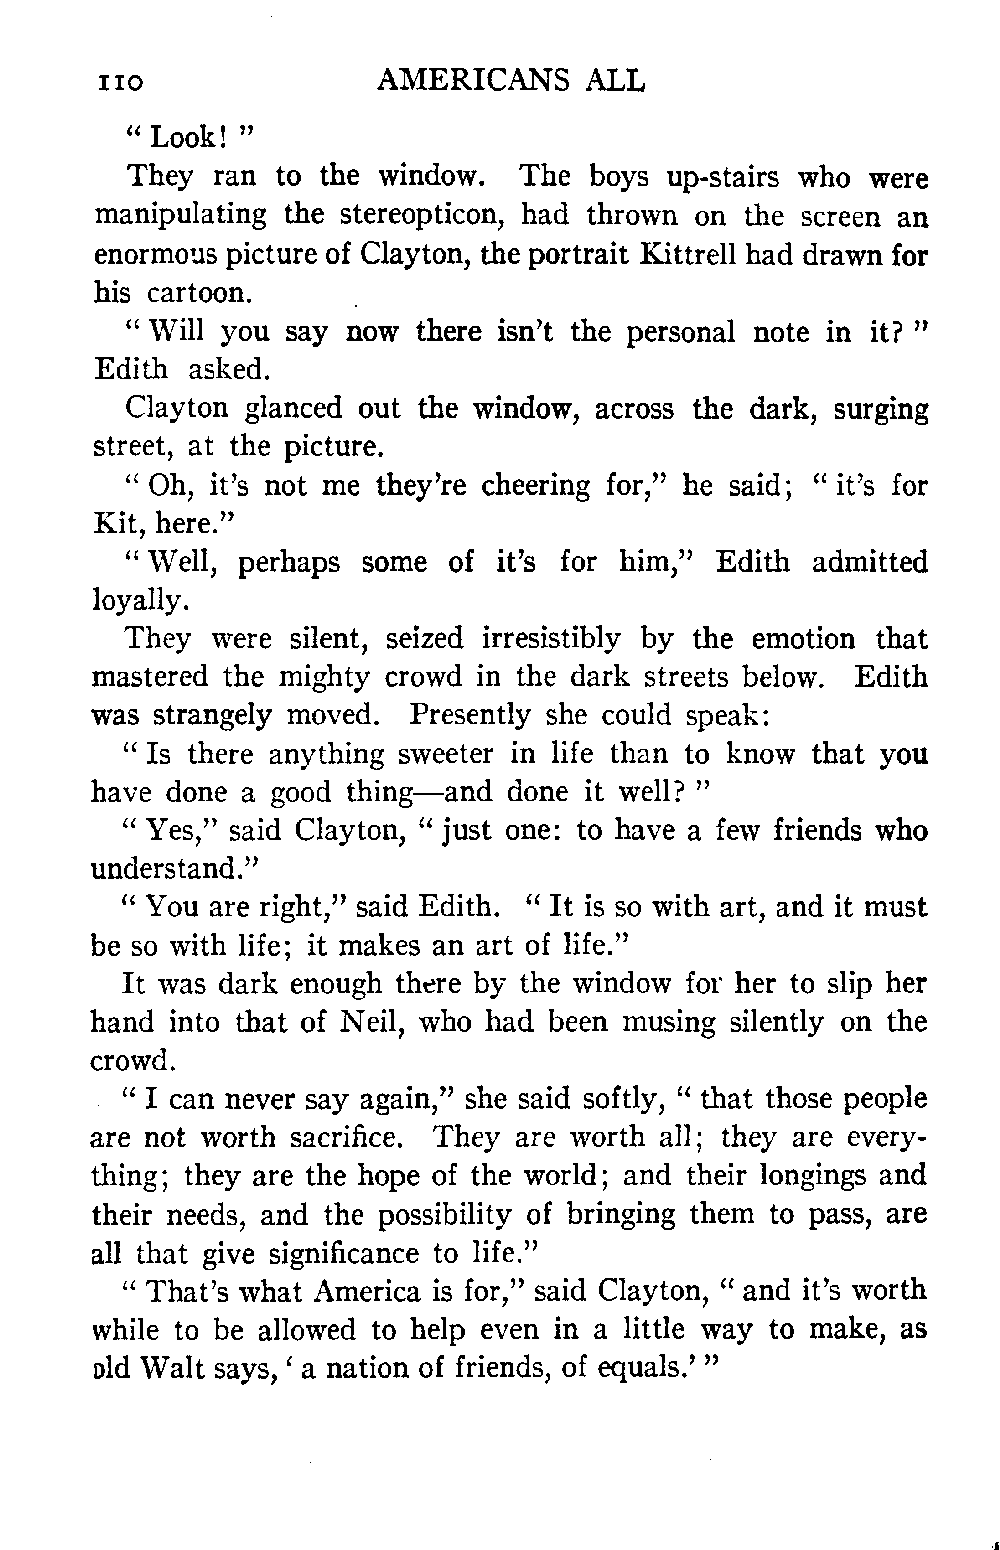 110 AMERICANS ALL
" Look! "
They ran to the window. The boys up-stairs who were
manipulating the stereopticon, had thrown on the screen an
enormous picture of Clayton, the portrait Kittrell had drawn for
his cartoon.
" Will you say now there isn't the personal note in it? "
Edith asked.
Clayton glanced out the window, across the dark, surging
street, at the picture.
" Oh, it's not me they're cheering for," he said; " it's for
Kit, here."
" Well, perhaps some of it's for him," Edith admitted
loyally.
They were silent, seized irresistibly by the emotion that
mastered the mighty crowd in the dark streets below. Edith
was strangely moved. Presently she could speak:
" Is there anything sweeter in life than to know that you
have done a good thing—and done it well? "
" Yes," said Clayton, " just one: to have a few friends who
understand."
" You are right," said Edith. " It is so with art, and it must
be so with life; it makes an art of life."
It was dark enough there by the window for her to slip her
hand into that of Neil, who had been musing silently on the
crowd.
" I can never say again," she said softly, " that those people
are not worth sacrifice. They are worth all; they are every-
thing; they are the hope of the world; and their longings and
their needs, and the possibility of bringing them to pass, are
all that give significance to life."
" That's what America is for," said Clayton, " and it's worth
while to be allowed to help even in a little way to make, as
old Walt says, ' a nation of friends, of equals.' "